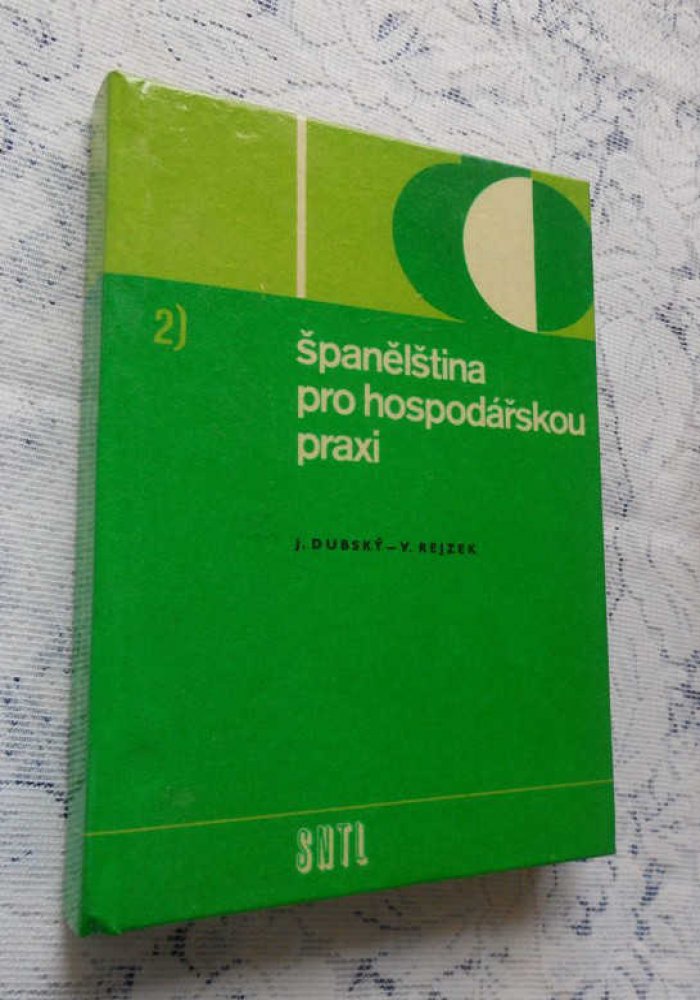 2)
španělština
pro hospodářskou
praxi
J. DUBSKÝ – V. REJZEK
SNTL